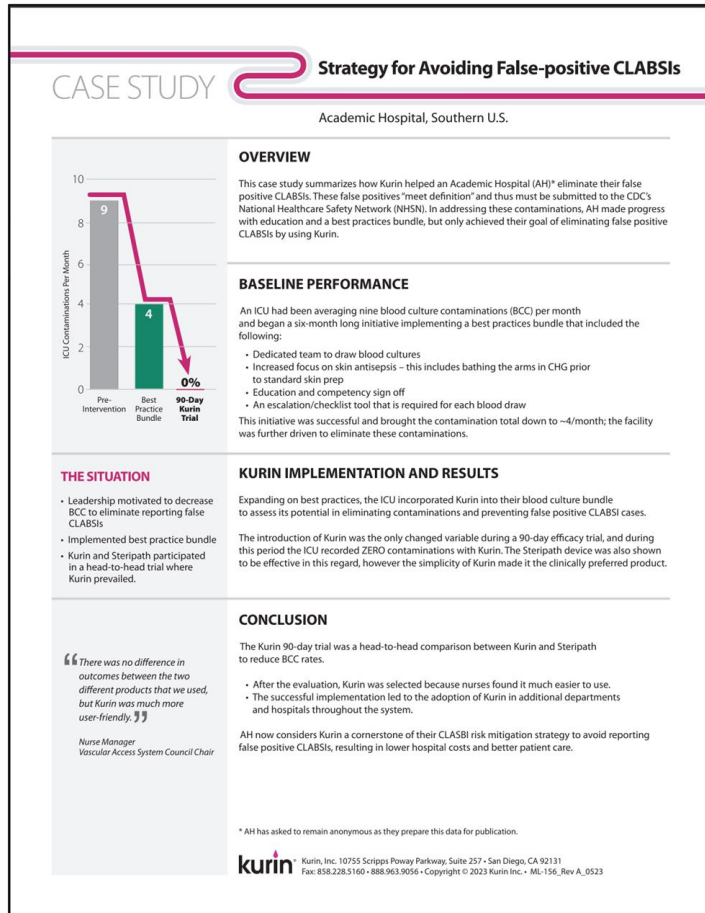 CASE STUDY
Strategy for Avoiding False-positive CLABSIs
Academic Hospital, Southern U.S.
ICU Contaminations Per Month
10
8
6
4
2
0
9
4
0%
Pre-
Intervention
Best
Practice
Bundle
90-Day
Kurin
Trial
OVERVIEW
This case study summarizes how Kurin helped an Academic Hospital (AH)* eliminate their false
positive CLABSIs. These false positives "meet definition" and thus must be submitted to the CDC's
National Healthcare Safety Network (NHSN). In addressing these contaminations, AH made progress
with education and a best practices bundle, but only achieved their goal of eliminating false positive
CLABSIs by using Kurin.
BASELINE PERFORMANCE
An ICU had been averaging nine blood culture contaminations (BCC) per month
and began a six-month long initiative implementing a best practices bundle that included the
following:
• Dedicated team to draw blood cultures
• Increased focus on skin antisepsis – this includes bathing the arms in CHG prior
to standard skin prep
• Education and competency sign off
• An escalation/checklist tool that is required for each blood draw
This initiative was successful and brought the contamination total down to ~4/month; the facility
was further driven to eliminate these contaminations.
THE SITUATION
• Leadership motivated to decrease
BCC to eliminate reporting false
CLABSIs
• Implemented best practice bundle
• Kurin and Steripath participated
in a head-to-head trial where
Kurin prevailed.
KURIN IMPLEMENTATION AND RESULTS
Expanding on best practices, the ICU incorporated Kurin into their blood culture bundle
to assess its potential in eliminating contaminations and preventing false positive CLABSI cases.
The introduction of Kurin was the only changed variable during a 90-day efficacy trial, and during
this period the ICU recorded ZERO contaminations with Kurin. The Steripath device was also shown
to be effective in this regard, however the simplicity of Kurin made it the clinically preferred product.
"There was no difference in
outcomes between the two
different products that we used,
but Kurin was much more
user-friendly."
Nurse Manager
Vascular Access System Council Chair
CONCLUSION
The Kurin 90-day trial was a head-to-head comparison between Kurin and Steripath
to reduce BCC rates.
• After the evaluation, Kurin was selected because nurses found it much easier to use.
• The successful implementation led to the adoption of Kurin in additional departments
and hospitals throughout the system.
AH now considers Kurin a cornerstone of their CLASBI risk mitigation strategy to avoid reporting
false positive CLABSIs, resulting in lower hospital costs and better patient care.
* AH has asked to remain anonymous as they prepare this data for publication.
kurin
Kurin, Inc. 10755 Scripps Poway Parkway, Suite 257 • San Diego, CA 92131
Fax: 858.228.5160 • 888.963.9056 • Copyright © 2023 Kurin Inc. • ML-156_Rev A_0523